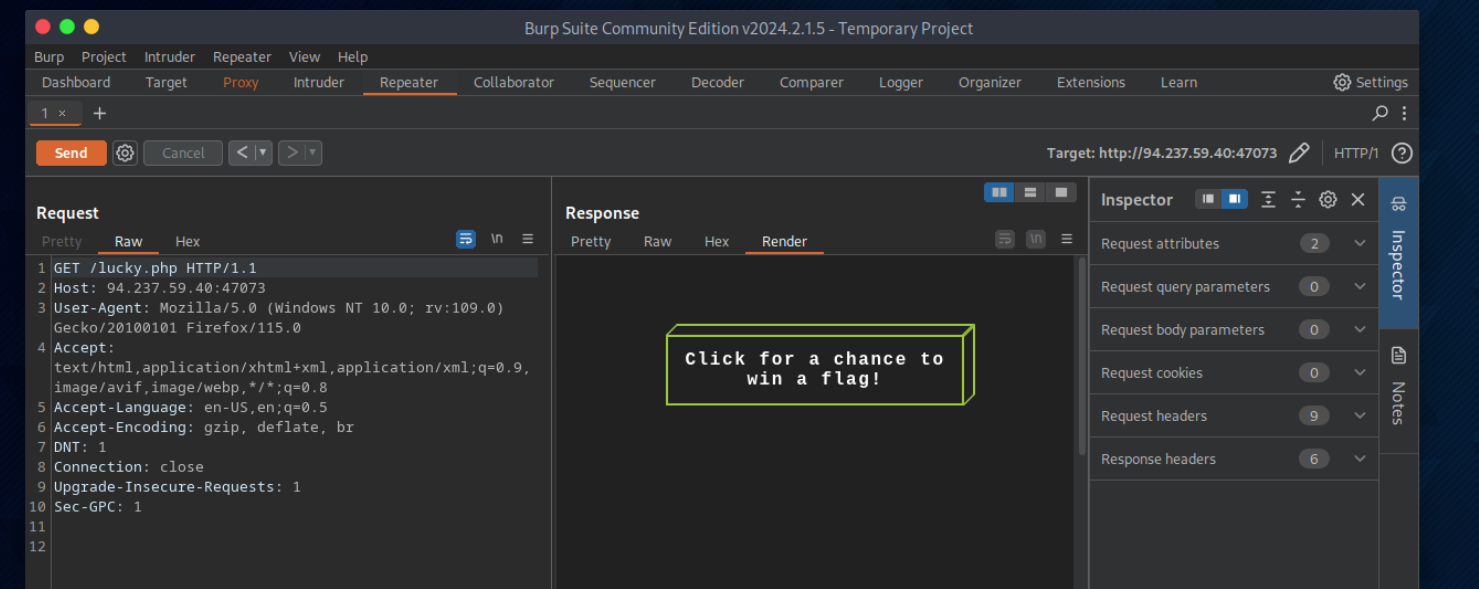 Burp Suite Community Edition v2024.2.1.5 - Temporary Project
Burp Project Intruder Repeater View Help
Dashboard Target Proxy Intruder Repeater Collaborator Sequencer Decoder Comparer Logger Organizer Extensions Learn Settings
1 × +
Send Cancel < > Target: http://94.237.59.40:47073 HTTP/1 ?
Request
Pretty Raw Hex \n
1 GET /lucky.php HTTP/1.1
2 Host: 94.237.59.40:47073
3 User-Agent: Mozilla/5.0 (Windows NT 10.0; rv:109.0)
Gecko/20100101 Firefox/115.0
4 Accept:
text/html,application/xhtml+xml,application/xml;q=0.9,
image/avif,image/webp,*/*;q=0.8
5 Accept-Language: en-US,en;q=0.5
6 Accept-Encoding: gzip, deflate, br
7 DNT: 1
8 Connection: close
9 Upgrade-Insecure-Requests: 1
10 Sec-GPC: 1
11
12
Response
Pretty Raw Hex Render \n
Click for a chance to
win a flag!
Inspector
Request attributes 2
Request query parameters 0
Request body parameters 0
Request cookies 0
Request headers 9
Response headers 6
Inspector
Notes